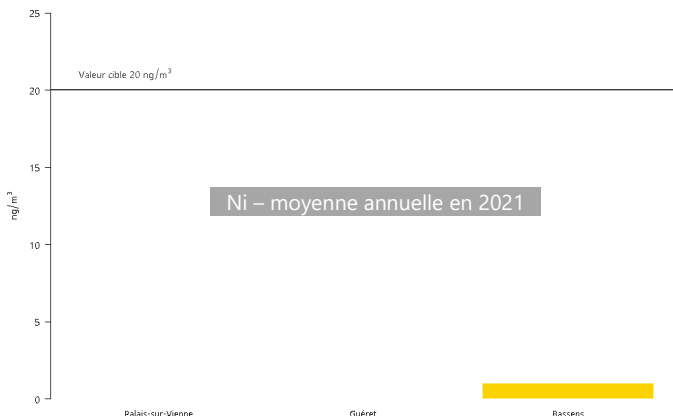 25
Valeur cible 20 ng/m³
20
15
Ni – moyenne annuelle en 2021
ng/m³
10
5
0
Palais-sur-Vienne Guéret Bassens